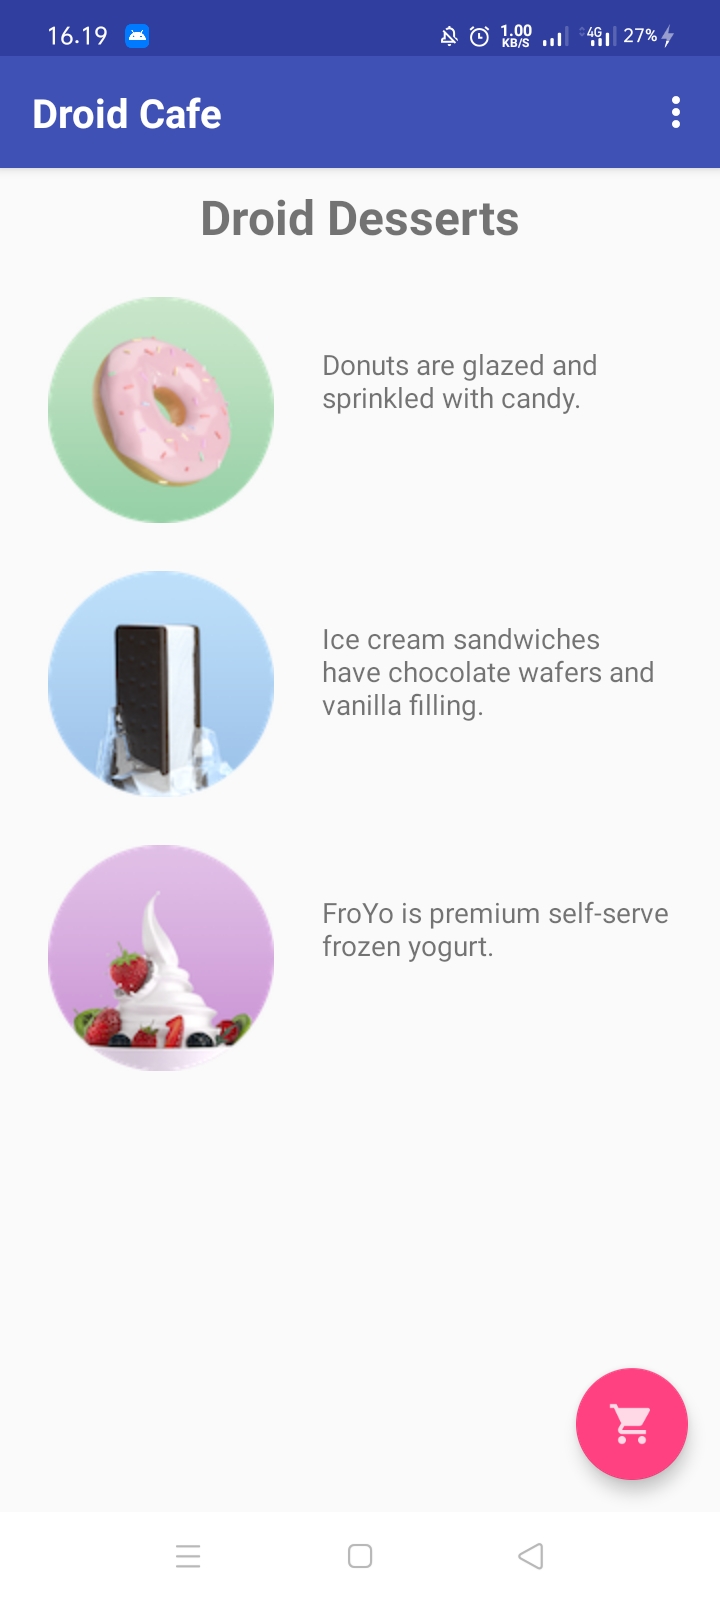 16.19
1.00
KB/S
4G
27%
Droid Cafe
Droid Desserts
Donuts are glazed and
sprinkled with candy.
Ice cream sandwiches
have chocolate wafers and
vanilla filling.
FroYo is premium self-serve
frozen yogurt.